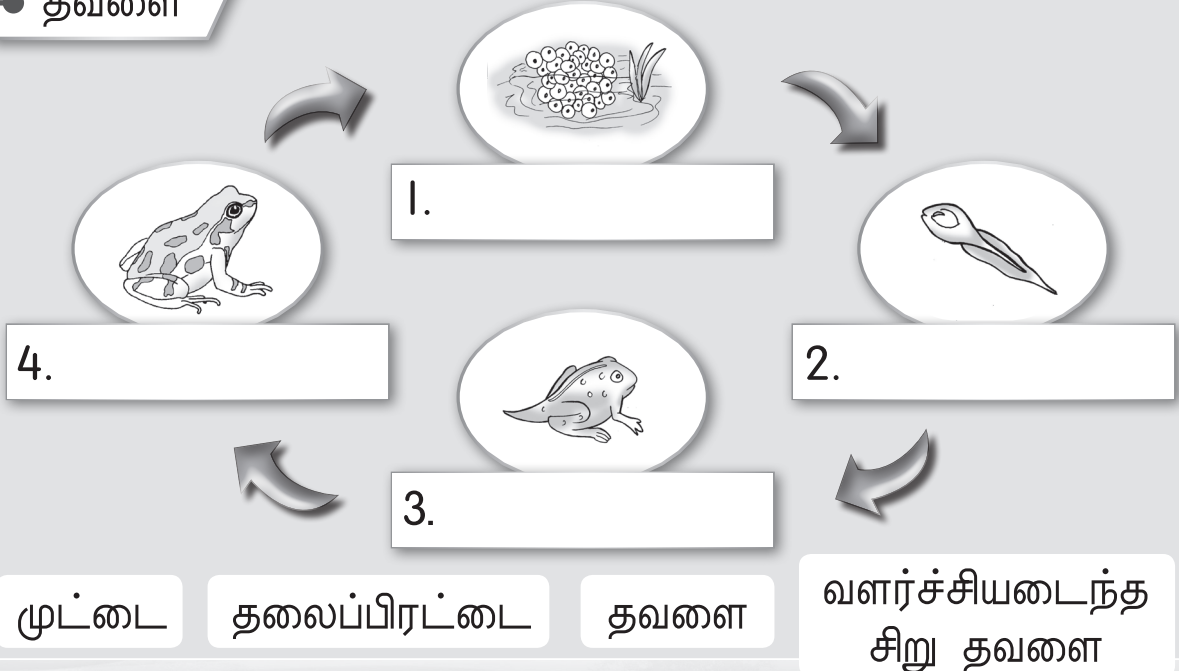 • தவளை
1.
4.
2.
3.
முட்டை
தலைப்பிரட்டை
தவளை
வளர்ச்சியடைந்த
சிறு தவளை